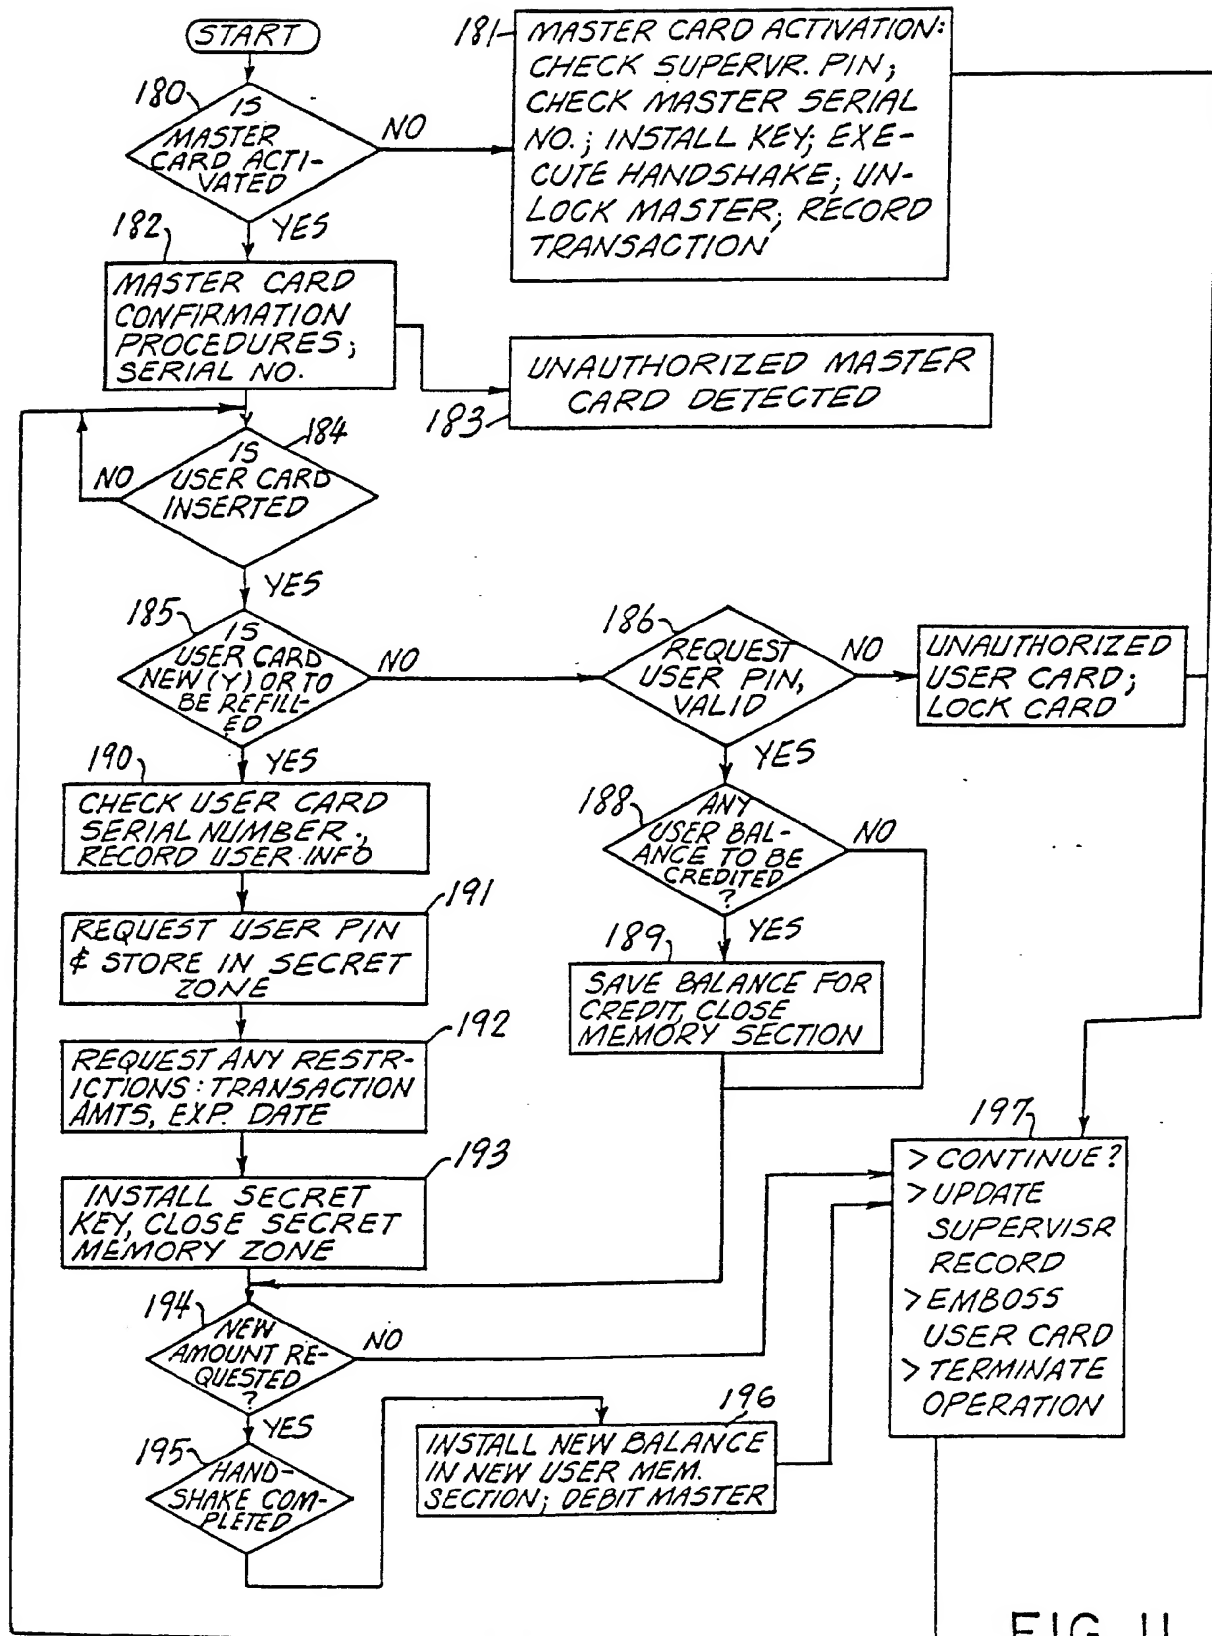 START
180
IS
MASTER
CARD ACTI-
VATED
NO
YES
181
MASTER CARD ACTIVATION:
CHECK SUPERVR. PIN;
CHECK MASTER SERIAL
NO.; INSTALL KEY; EXE-
CUTE HANDSHAKE; UN-
LOCK MASTER; RECORD
TRANSACTION
182
MASTER CARD
CONFIRMATION
PROCEDURES;
SERIAL NO.
183
UNAUTHORIZED MASTER
CARD DETECTED
184
IS
USER CARD
INSERTED
NO
YES
185
IS
USER CARD
NEW (Y) OR TO
BE REFILL-
ED
NO
YES
186
REQUEST
USER PIN,
VALID
NO
YES
UNAUTHORIZED
USER CARD;
LOCK CARD
188
ANY
USER BAL-
ANCE TO BE
CREDITED
?
NO
YES
189
SAVE BALANCE FOR
CREDIT, CLOSE
MEMORY SECTION
190
CHECK USER CARD
SERIAL NUMBER;
RECORD USER INFO
191
REQUEST USER PIN
& STORE IN SECRET
ZONE
192
REQUEST ANY RESTR-
ICTIONS: TRANSACTION
AMTS, EXP. DATE
193
INSTALL SECRET
KEY, CLOSE SECRET
MEMORY ZONE
194
NEW
AMOUNT RE-
QUESTED
?
NO
YES
195
HAND-
SHAKE COM-
PLETED
196
INSTALL NEW BALANCE
IN NEW USER MEM.
SECTION; DEBIT MASTER
197
> CONTINUE?
> UPDATE
SUPERVISR
RECORD
> EMBOSS
USER CARD
> TERMINATE
OPERATION
FIG. 11